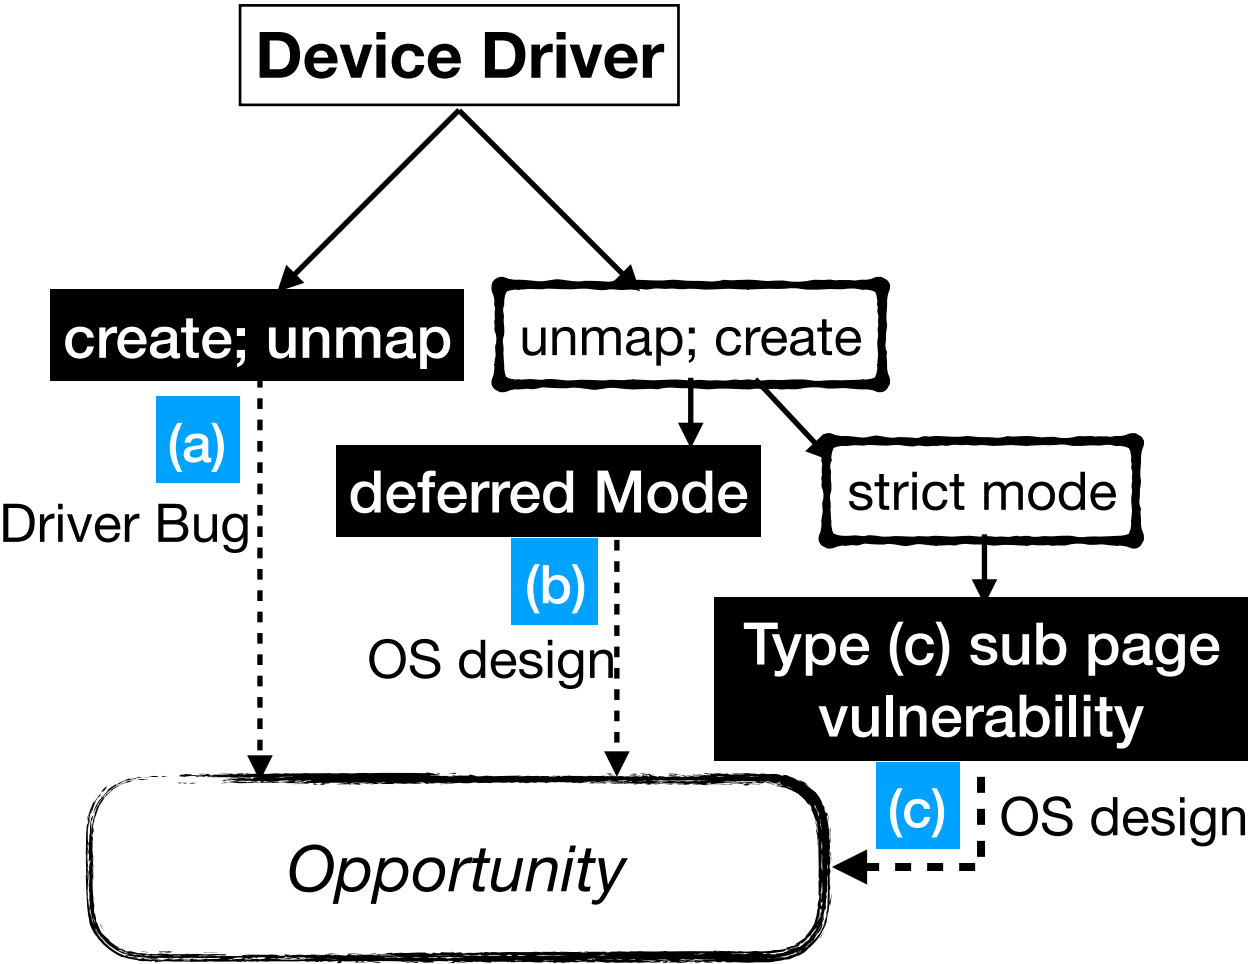 Device Driver
create; unmap
unmap; create
(a)
Driver Bug
deferred Mode
strict mode
(b)
OS design
Type (c) sub page
vulnerability
(c)
OS design
Opportunity